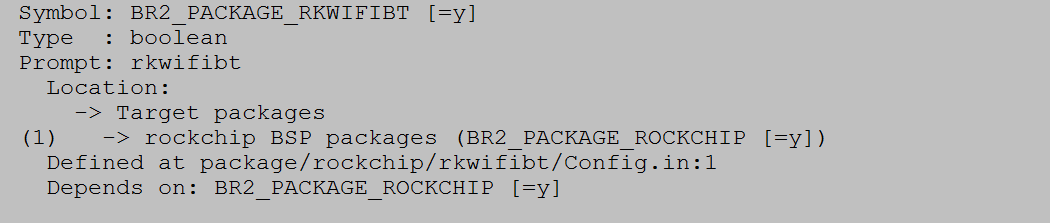 Symbol: BR2_PACKAGE_RKWIFIBT [=y]
Type  : boolean
Prompt: rkwifibt
  Location:
    -> Target packages
(1)   -> rockchip BSP packages (BR2_PACKAGE_ROCKCHIP [=y])
  Defined at package/rockchip/rkwifibt/Config.in:1
  Depends on: BR2_PACKAGE_ROCKCHIP [=y]